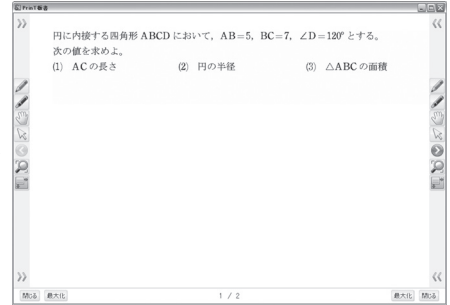 Print板書
円に内接する四角形 ABCD において，AB＝5，BC＝7，∠D＝120°とする。
次の値を求めよ。
(1) ACの長さ (2) 円の半径 (3) △ABCの面積
閉じる 最大化 1 / 2 最大化 閉じる